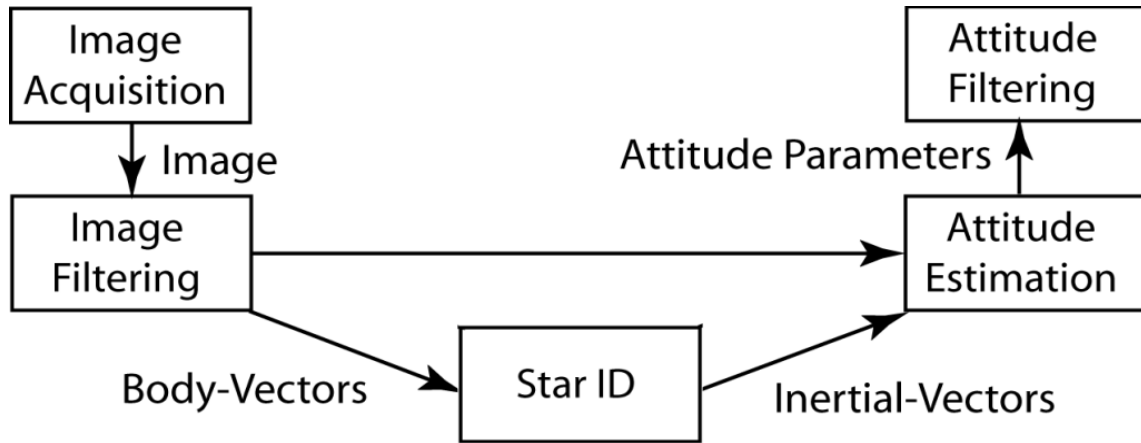 Image
Acquisition
Image
Image
Filtering
Body-Vectors
Star ID
Inertial-Vectors
Attitude
Estimation
Attitude Parameters
Attitude
Filtering